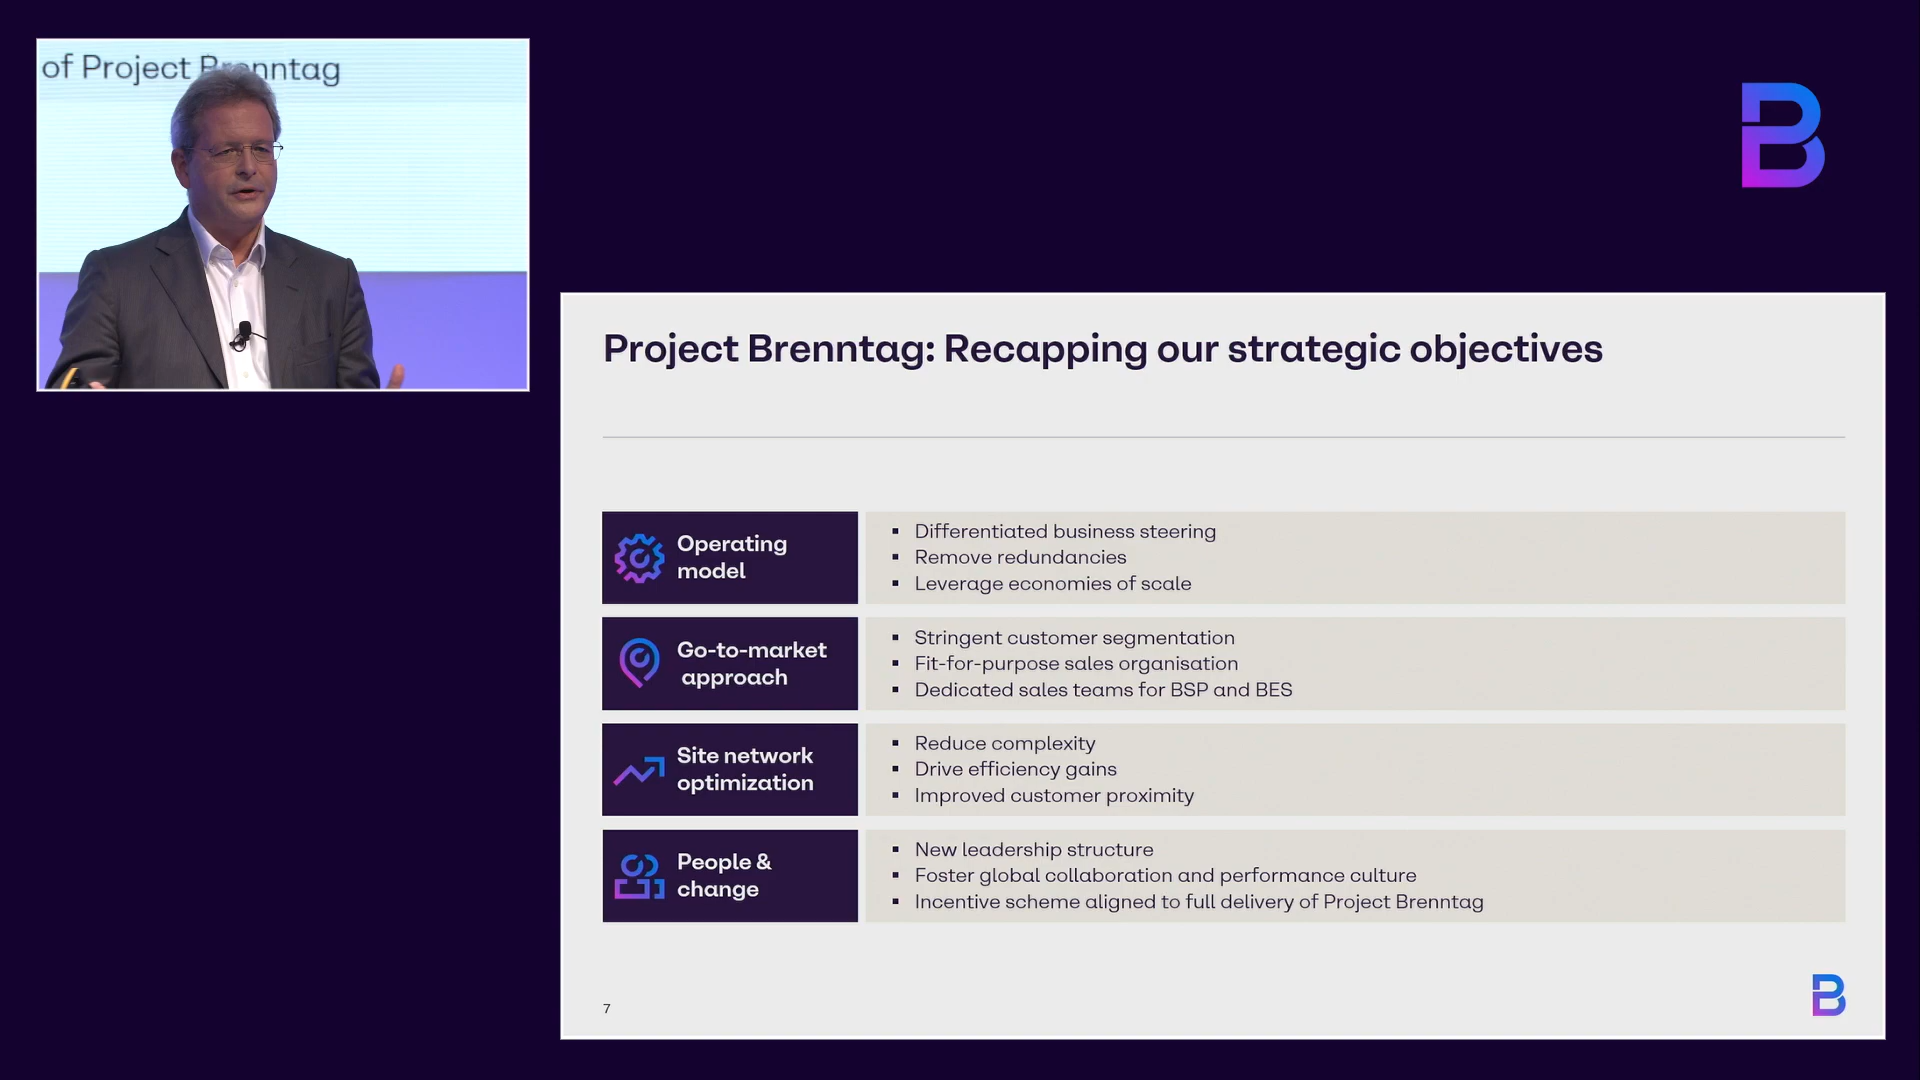 of Project Brenntag
Project Brenntag: Recapping our strategic objectives
Operating
model
▪ Differentiated business steering
▪ Remove redundancies
▪ Leverage economies of scale
Go-to-market
approach
▪ Stringent customer segmentation
▪ Fit-for-purpose sales organisation
▪ Dedicated sales teams for BSP and BES
Site network
optimization
▪ Reduce complexity
▪ Drive efficiency gains
▪ Improved customer proximity
People &
change
▪ New leadership structure
▪ Foster global collaboration and performance culture
▪ Incentive scheme aligned to full delivery of Project Brenntag
7